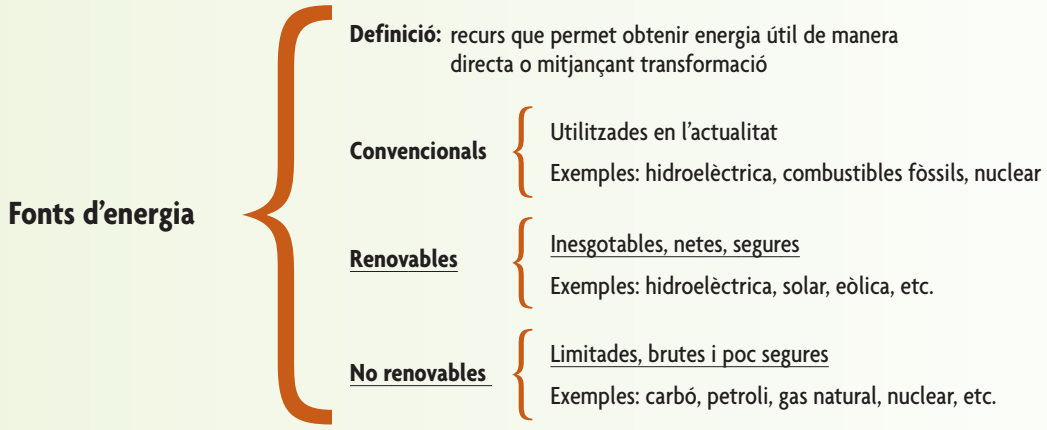 Fonts d’energia
Definició: recurs que permet obtenir energia útil de manera
directa o mitjançant transformació
Convencionals
Utilitzades en l’actualitat
Exemples: hidroelèctrica, combustibles fòssils, nuclear
Renovables
Inesgotables, netes, segures
Exemples: hidroelèctrica, solar, eòlica, etc.
No renovables
Limitades, brutes i poc segures
Exemples: carbó, petroli, gas natural, nuclear, etc.